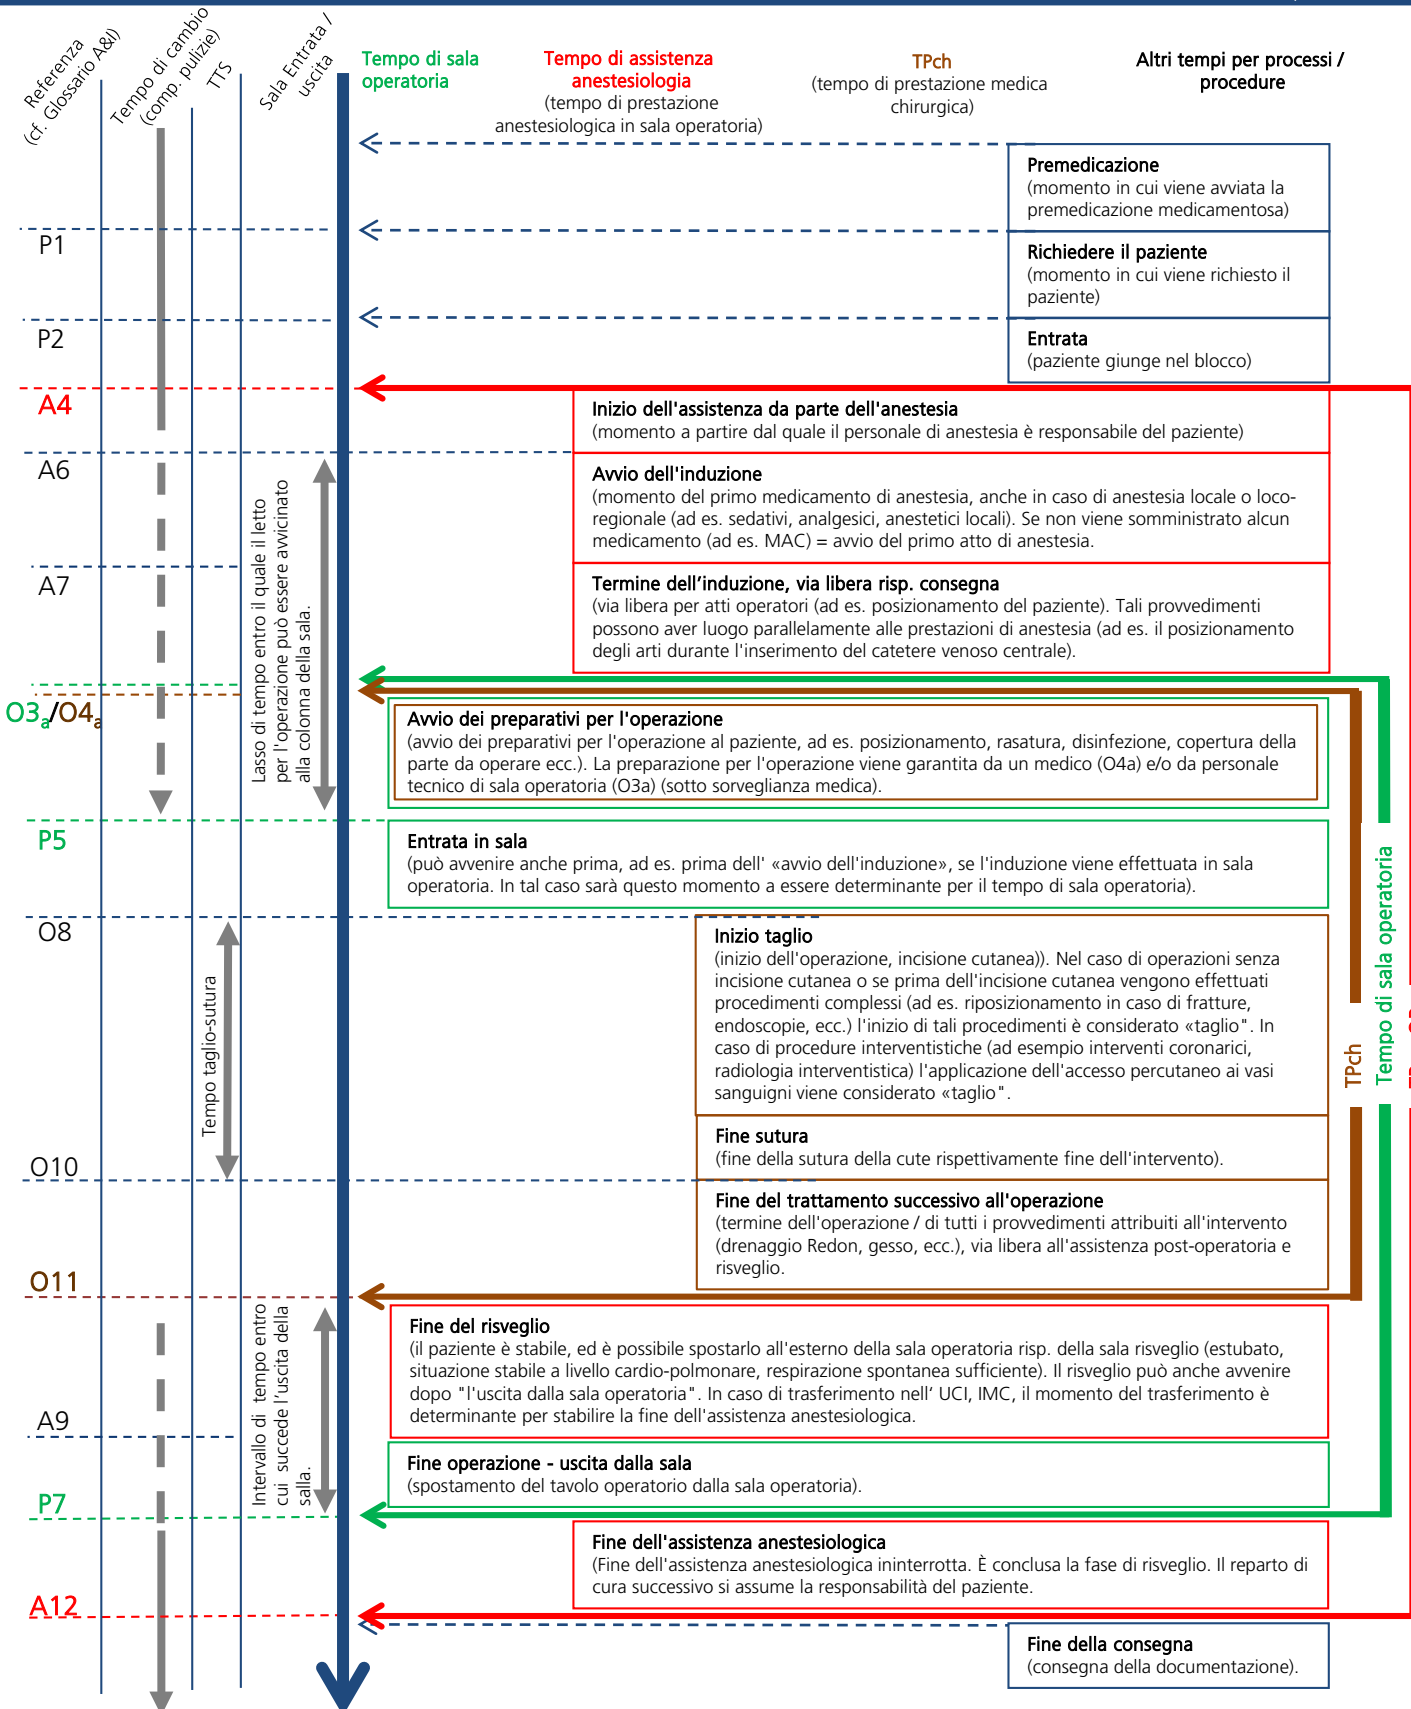 Referenza
(cf. Glossario A&I)
Tempo di cambio
(comp. pulizie)
TTS
Sala Entrata /
uscita
Tempo di sala
operatoria
Tempo di assistenza
anestesiologia
(tempo di prestazione
anestesiologica in sala operatoria)
TPch
(tempo di prestazione medica
chirurgica)
Altri tempi per processi /
procedure
Premedicazione
(momento in cui viene avviata la
premedicazione medicamentosa)
P1
Richiedere il paziente
(momento in cui viene richiesto il
paziente)
P2
Entrata
(paziente giunge nel blocco)
A4
Inizio dell'assistenza da parte dell'anestesia
(momento a partire dal quale il personale di anestesia è responsabile del paziente)
A6
Avvio dell'induzione
(momento del primo medicamento di anestesia, anche in caso di anestesia locale o loco-
regionale (ad es. sedativi, analgesici, anestetici locali). Se non viene somministrato alcun
medicamento (ad es. MAC) = avvio del primo atto di anestesia.
Lasso di tempo entro il quale il letto
per l'operazione può essere avvicinato
alla colonna della sala.
A7
Termine dell’induzione, via libera risp. consegna
(via libera per atti operatori (ad es. posizionamento del paziente). Tali provvedimenti
possono aver luogo parallelamente alle prestazioni di anestesia (ad es. il posizionamento
degli arti durante l'inserimento del catetere venoso centrale).
O3a/O4a
Avvio dei preparativi per l'operazione
(avvio dei preparativi per l'operazione al paziente, ad es. posizionamento, rasatura, disinfezione, copertura della
parte da operare ecc.). La preparazione per l'operazione viene garantita da un medico (O4a) e/o da personale
tecnico di sala operatoria (O3a) (sotto sorveglianza medica).
P5
Entrata in sala
(può avvenire anche prima, ad es. prima dell' «avvio dell'induzione», se l'induzione viene effettuata in sala
operatoria. In tal caso sarà questo momento a essere determinante per il tempo di sala operatoria).
O8
Tempo taglio-sutura
Inizio taglio
(inizio dell'operazione, incisione cutanea)). Nel caso di operazioni senza
incisione cutanea o se prima dell'incisione cutanea vengono effettuati
procedimenti complessi (ad es. riposizionamento in caso di fratture,
endoscopie, ecc.) l'inizio di tali procedimenti è considerato «taglio". In
caso di procedure interventistiche (ad esempio interventi coronarici,
radiologia interventistica) l'applicazione dell'accesso percutaneo ai vasi
sanguigni viene considerato «taglio".
TPch
Tempo di sala operatoria
Fine sutura
(fine della sutura della cute rispettivamente fine dell'intervento).
O10
Fine del trattamento successivo all'operazione
(termine dell'operazione / di tutti i provvedimenti attribuiti all'intervento
(drenaggio Redon, gesso, ecc.), via libera all'assistenza post-operatoria e
risveglio.
O11
Intervallo di tempo entro
cui succede l’uscita della
salla.
Fine del risveglio
(il paziente è stabile, ed è possibile spostarlo all'esterno della sala operatoria risp. della sala risveglio (estubato,
situazione stabile a livello cardio-polmonare, respirazione spontanea sufficiente). Il risveglio può anche avvenire
dopo "l'uscita dalla sala operatoria". In caso di trasferimento nell‘ UCI, IMC, il momento del trasferimento è
determinante per stabilire la fine dell'assistenza anestesiologica.
A9
Fine operazione - uscita dalla sala
(spostamento del tavolo operatorio dalla sala operatoria).
P7
Fine dell'assistenza anestesiologica
(Fine dell'assistenza anestesiologica ininterrotta. È conclusa la fase di risveglio. Il reparto di
cura successivo si assume la responsabilità del paziente.
A12
Fine della consegna
(consegna della documentazione).